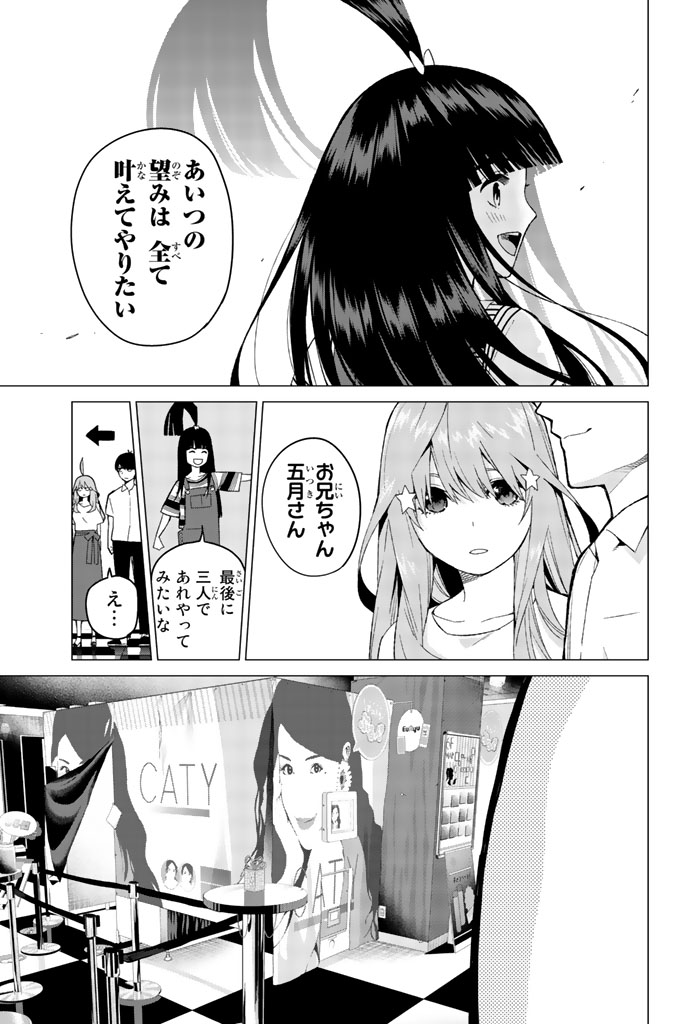 あいつの
望みは 全て
叶えてやりたい
お兄ちゃん
五月さん
最後に
三人で
あれやって
みたいな
え…
CATY
CAT